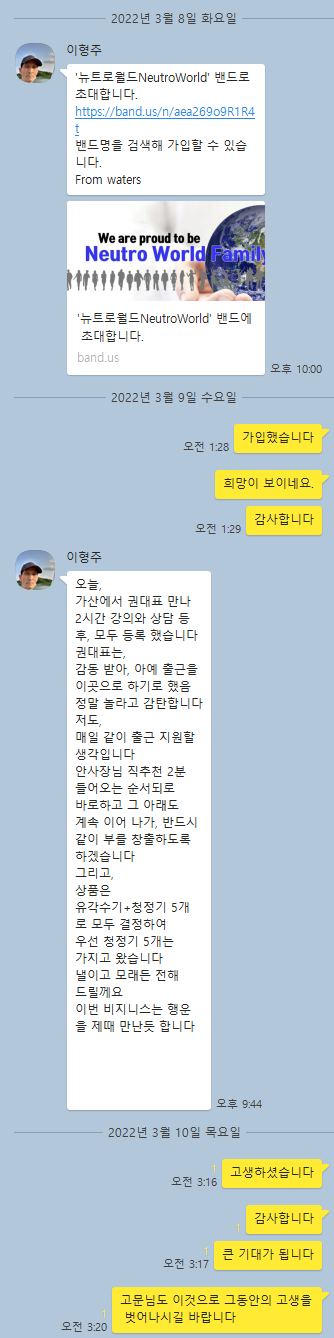 2022년 3월 8일 화요일
이형주
'뉴트로월드NeutroWorld' 밴드로
초대합니다.
https://band.us/n/aea269o9R1R4
t
밴드명을 검색해 가입할 수 있습
니다.
From waters
We are proud to be
Neutro World Family
'뉴트로월드NeutroWorld' 밴드에
초대합니다.
band.us
오후 10:00
2022년 3월 9일 수요일
가입했습니다
오전 1:28
희망이 보이네요.
감사합니다
오전 1:29
이형주
오늘,
가산에서 권대표 만나
2시간 강의와 상담 등
후, 모두 등록 했습니다
권대표는,
감동 받아, 아예 출근을
이곳으로 하기로 했음
정말 놀라고 감탄합니다
저도,
매일 같이 출근 지원할
생각입니다
안사장님 직추천 2분
들어오는 순서되로
바로하고 그 아래도
계속 이어 나가, 반드시
같이 부를 창출하도록
하겠습니다
그리고,
상품은
유각수기+청정기 5개
로 모두 결정하여
우선 청정기 5개는
가지고 왔습니다
낼이고 모래든 전해
드릴께요
이번 비지니스는 행운
을 제때 만난듯 합니다
오후 9:44
2022년 3월 10일 목요일
1
고생하셨습니다
오전 3:16
감사합니다
1
1
큰 기대가 됩니다
오전 3:17
고문님도 이것으로 그동안의 고생을
벗어나시길 바랍니다
1
오전 3:20